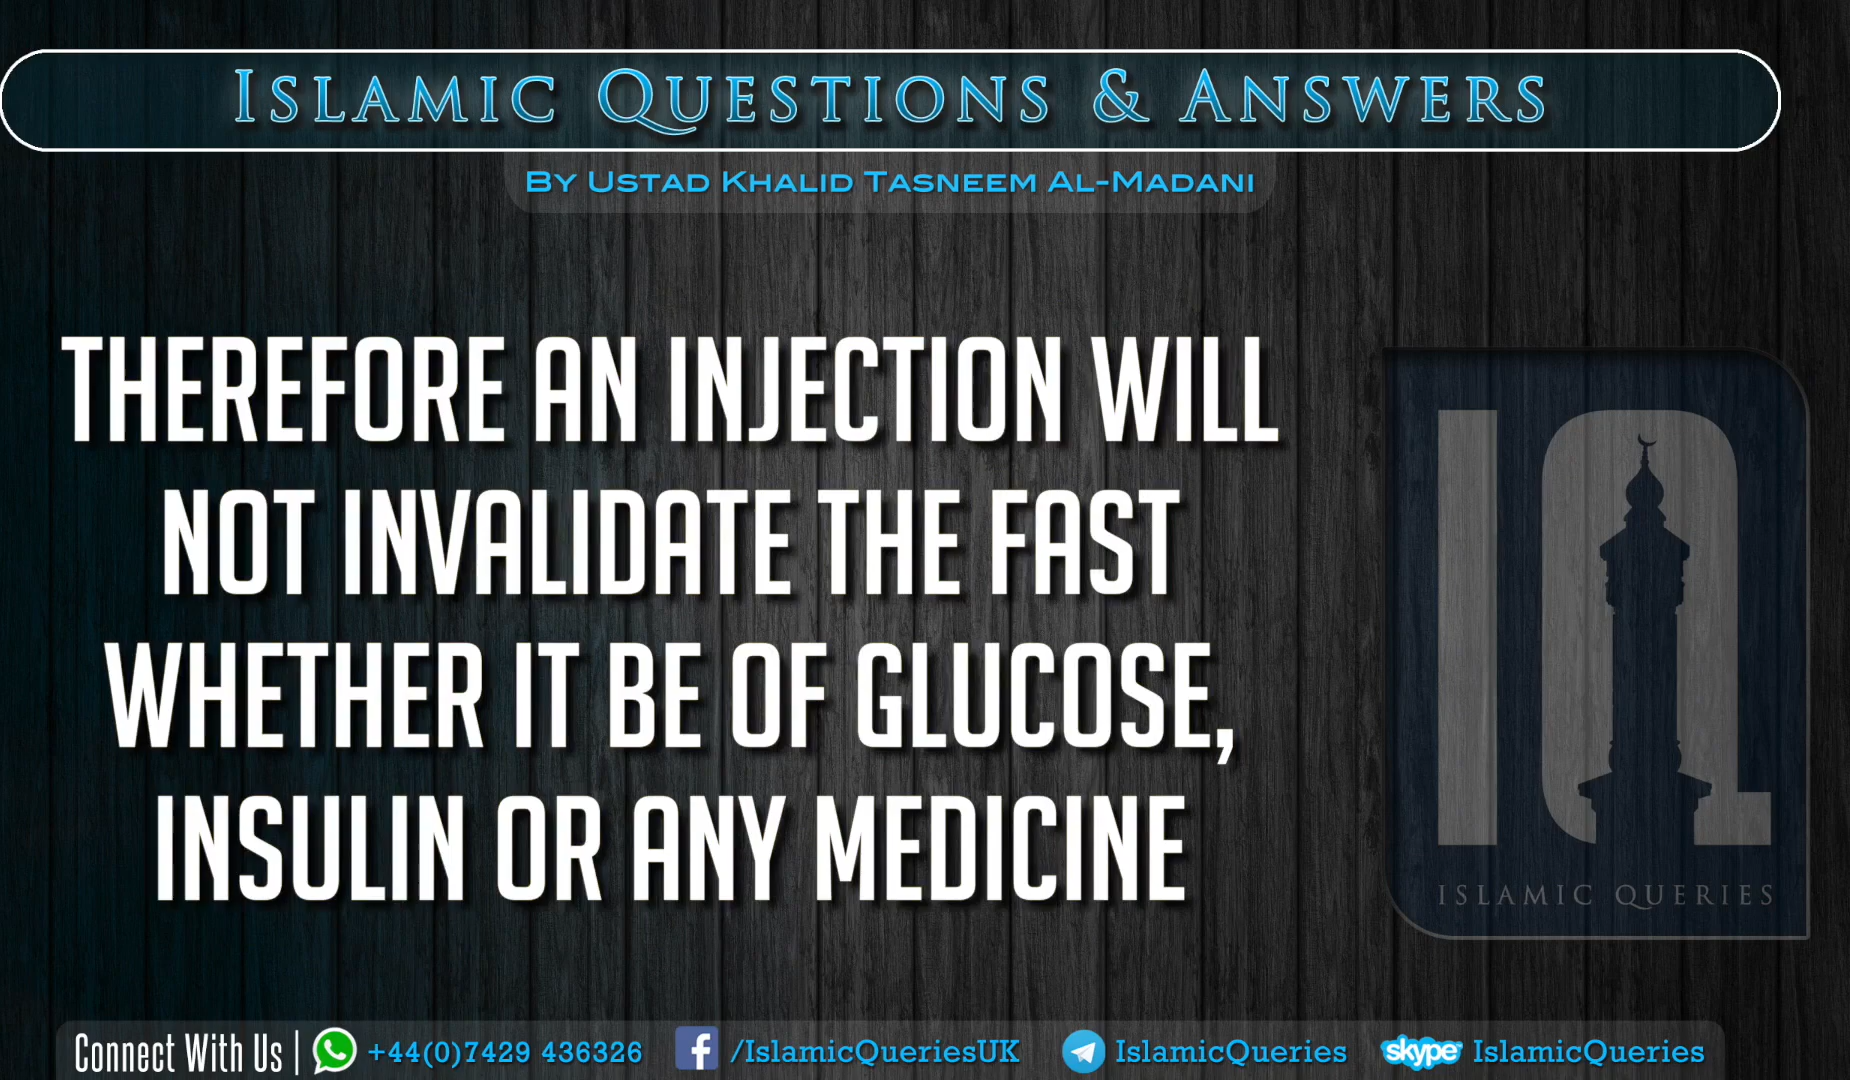 ISLAMIC QUESTIONS & ANSWERS
BY USTAD KHALID TASNEEM AL-MADANI
THEREFORE AN INJECTION WILL
NOT INVALIDATE THE FAST
WHETHER IT BE OF GLUCOSE,
INSULIN OR ANY MEDICINE
IQ
ISLAMIC QUERIES
Connect With Us | +44(0)7429 436326 f /IslamicQueriesUK IslamicQueries skype IslamicQueries